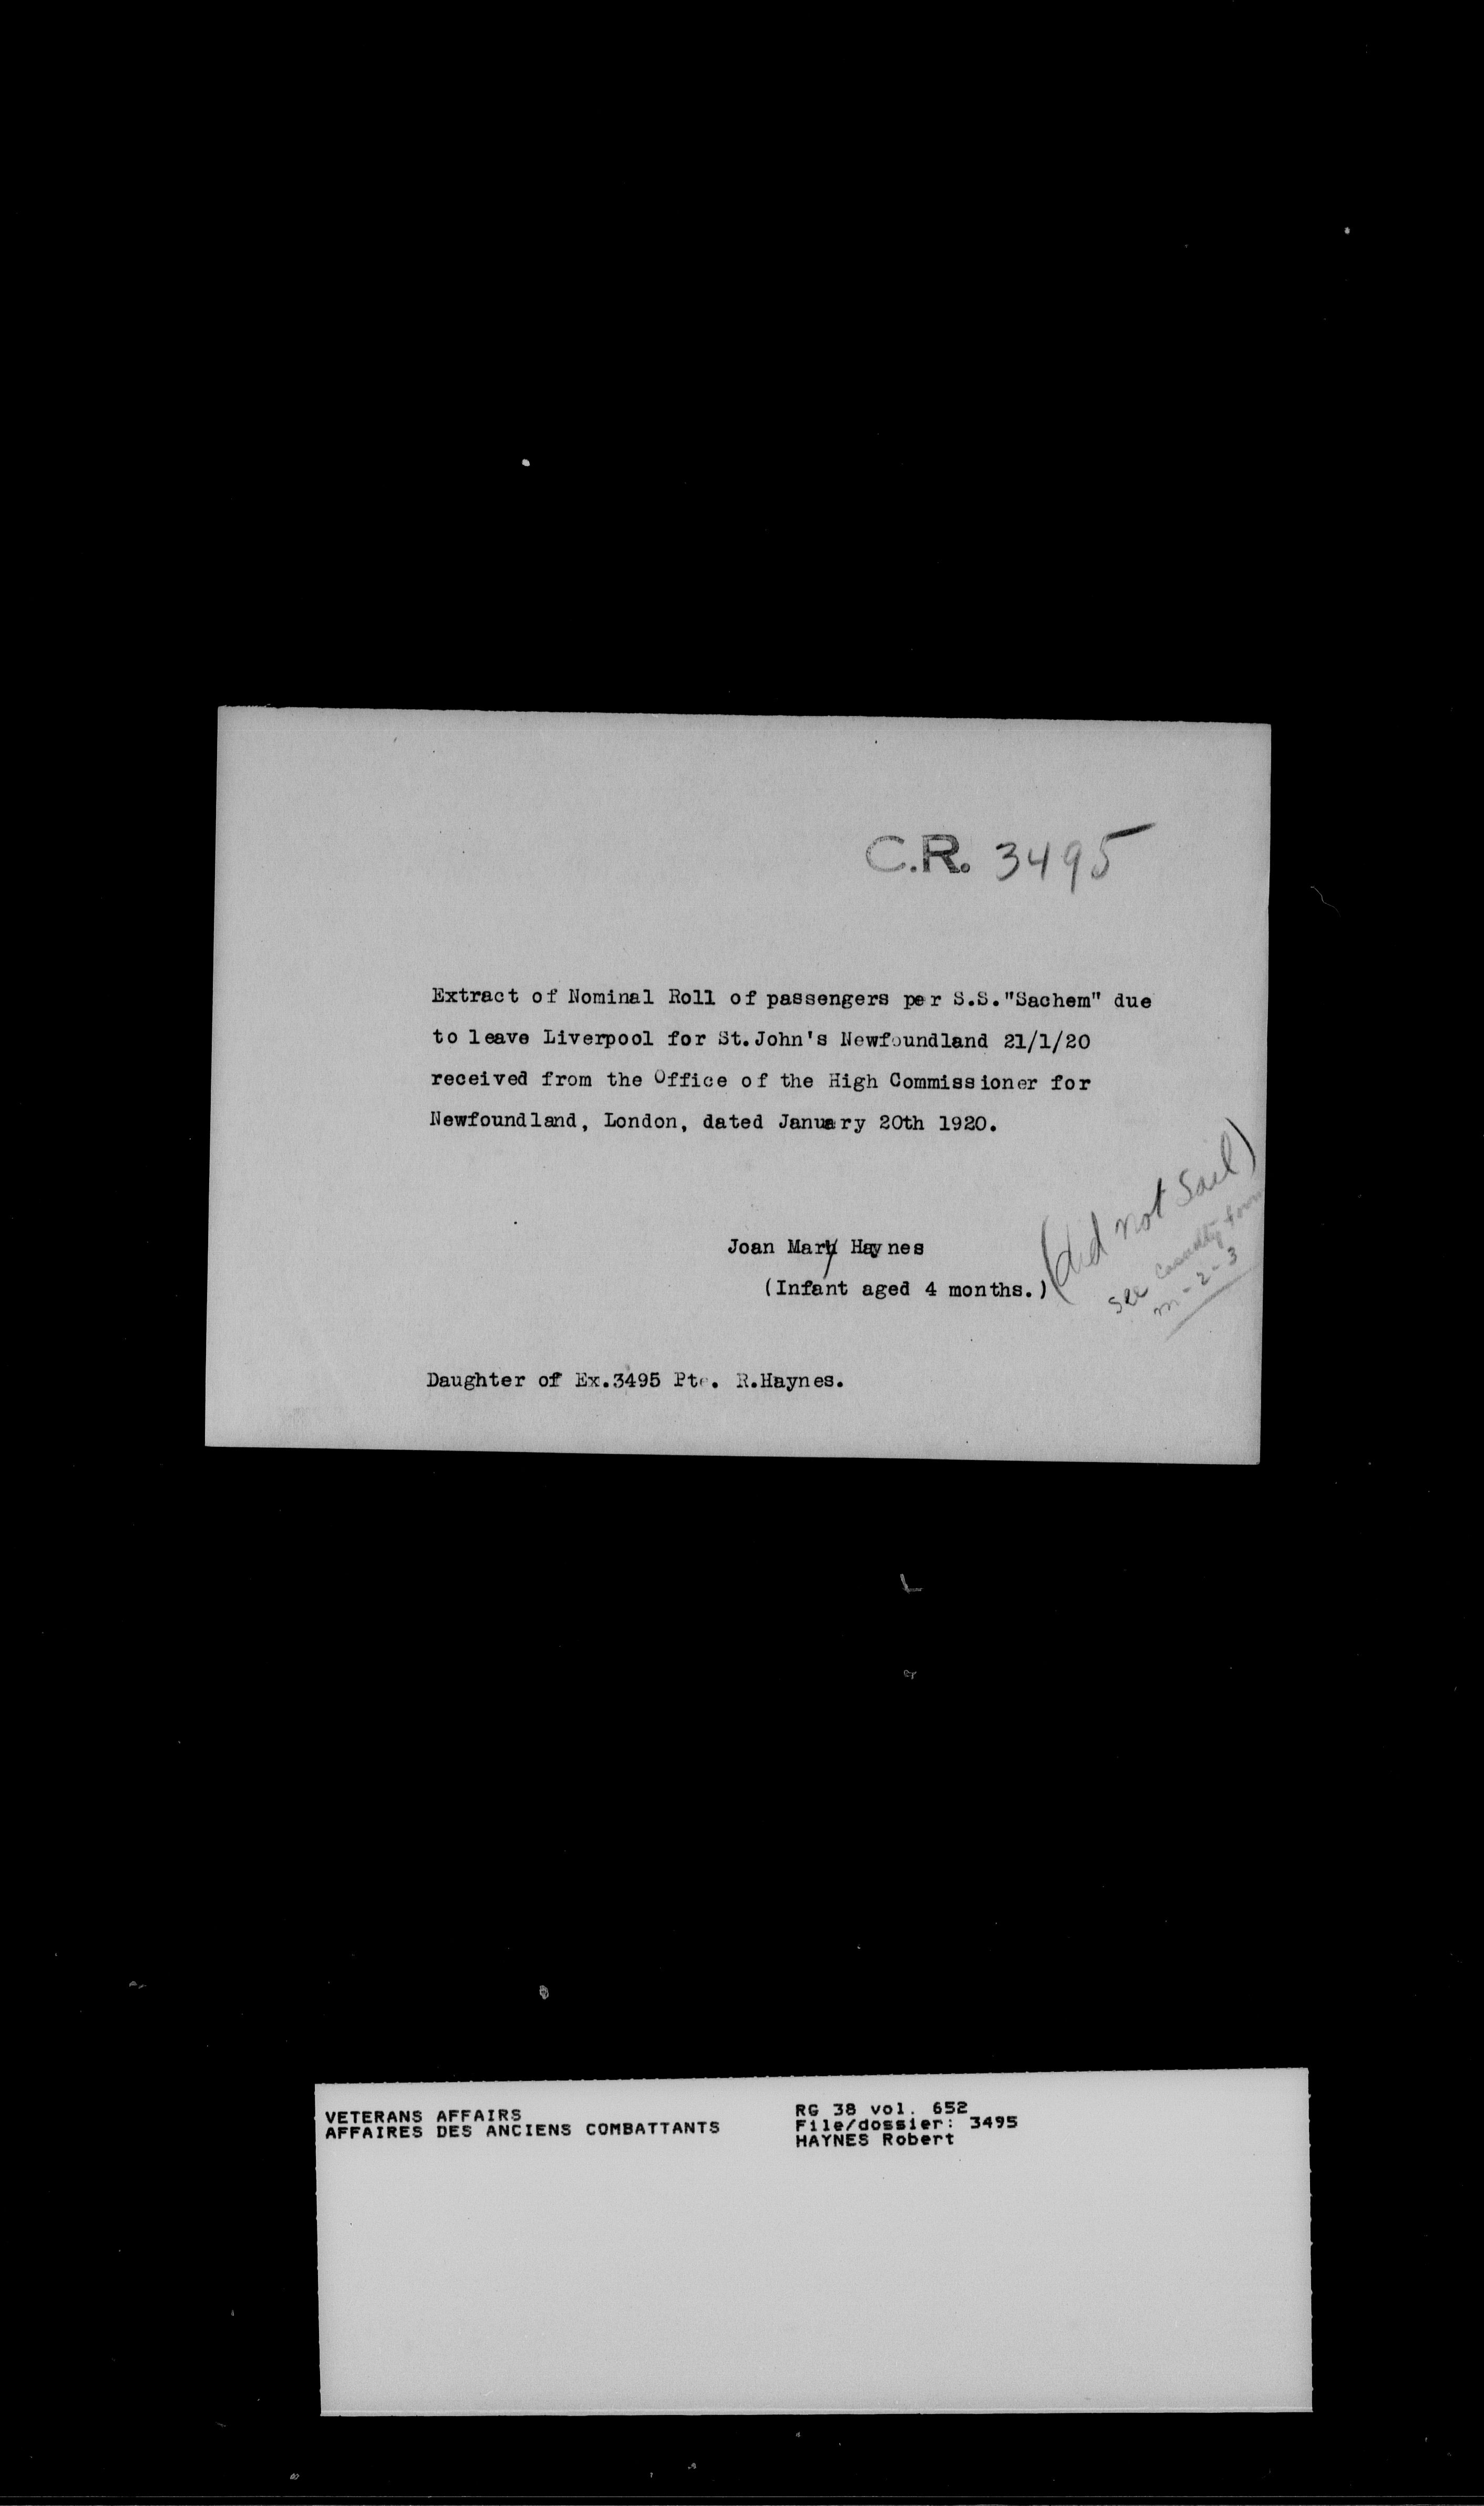 C.R. 3495
Extract of Nominal Roll of passengers per S.S."Sachem" due
to leave Liverpool for St.John's Newfoundland 21/1/20
received from the Office of the High Commissioner for
Newfoundland, London, dated January 20th 1920.
Joan Mary Haynes
(Infant aged 4 months.)
(did not Sail)
See Casualty form
m-2-3
Daughter of Ex.3495 Pte. R.Haynes.
VETERANS AFFAIRS
AFFAIRES DES ANCIENS COMBATTANTS
RG 38 vol. 652
File/dossier: 3495
HAYNES Robert